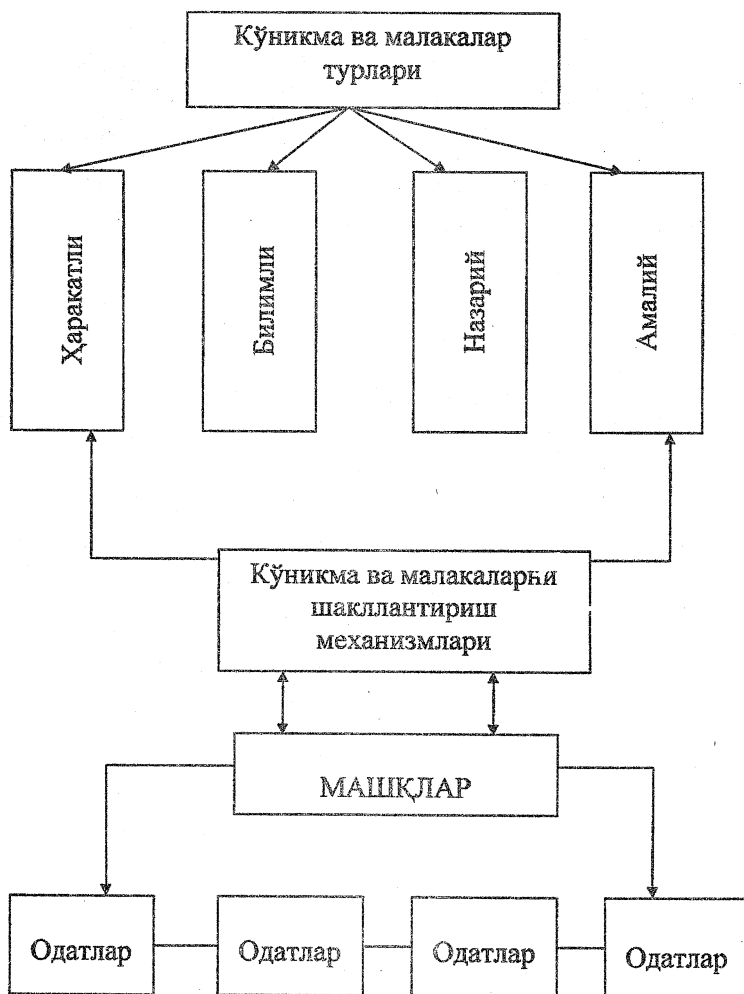 Кўникма ва малакалар
турлари
Ҳаракатли
Билимли
Назарий
Амалий
Кўникма ва малакаларни
шакллантириш
механизмлари
МАШҚЛАР
Одатлар
Одатлар
Одатлар
Одатлар